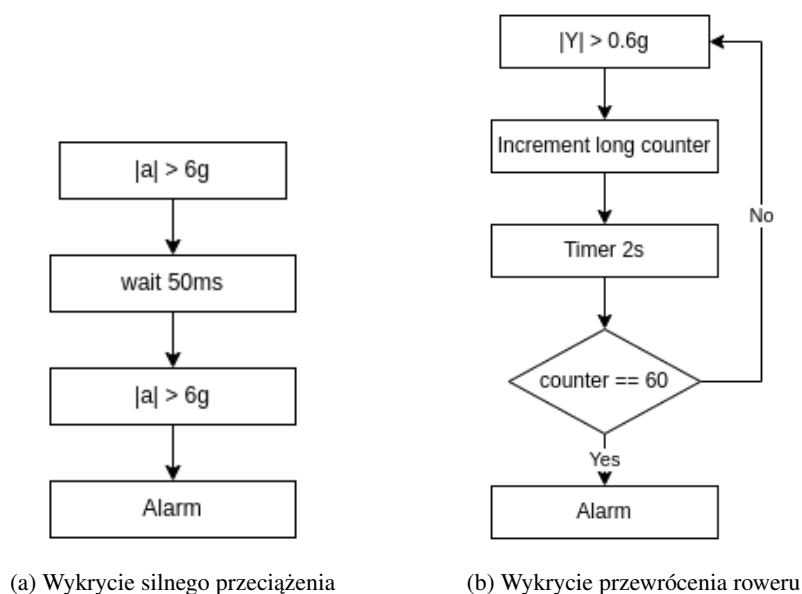 |a| > 6g
wait 50ms
|a| > 6g
Alarm
(a) Wykrycie silnego przeciążenia
|Y| > 0.6g
Increment long counter
Timer 2s
counter == 60
No
Yes
Alarm
(b) Wykrycie przewrócenia roweru